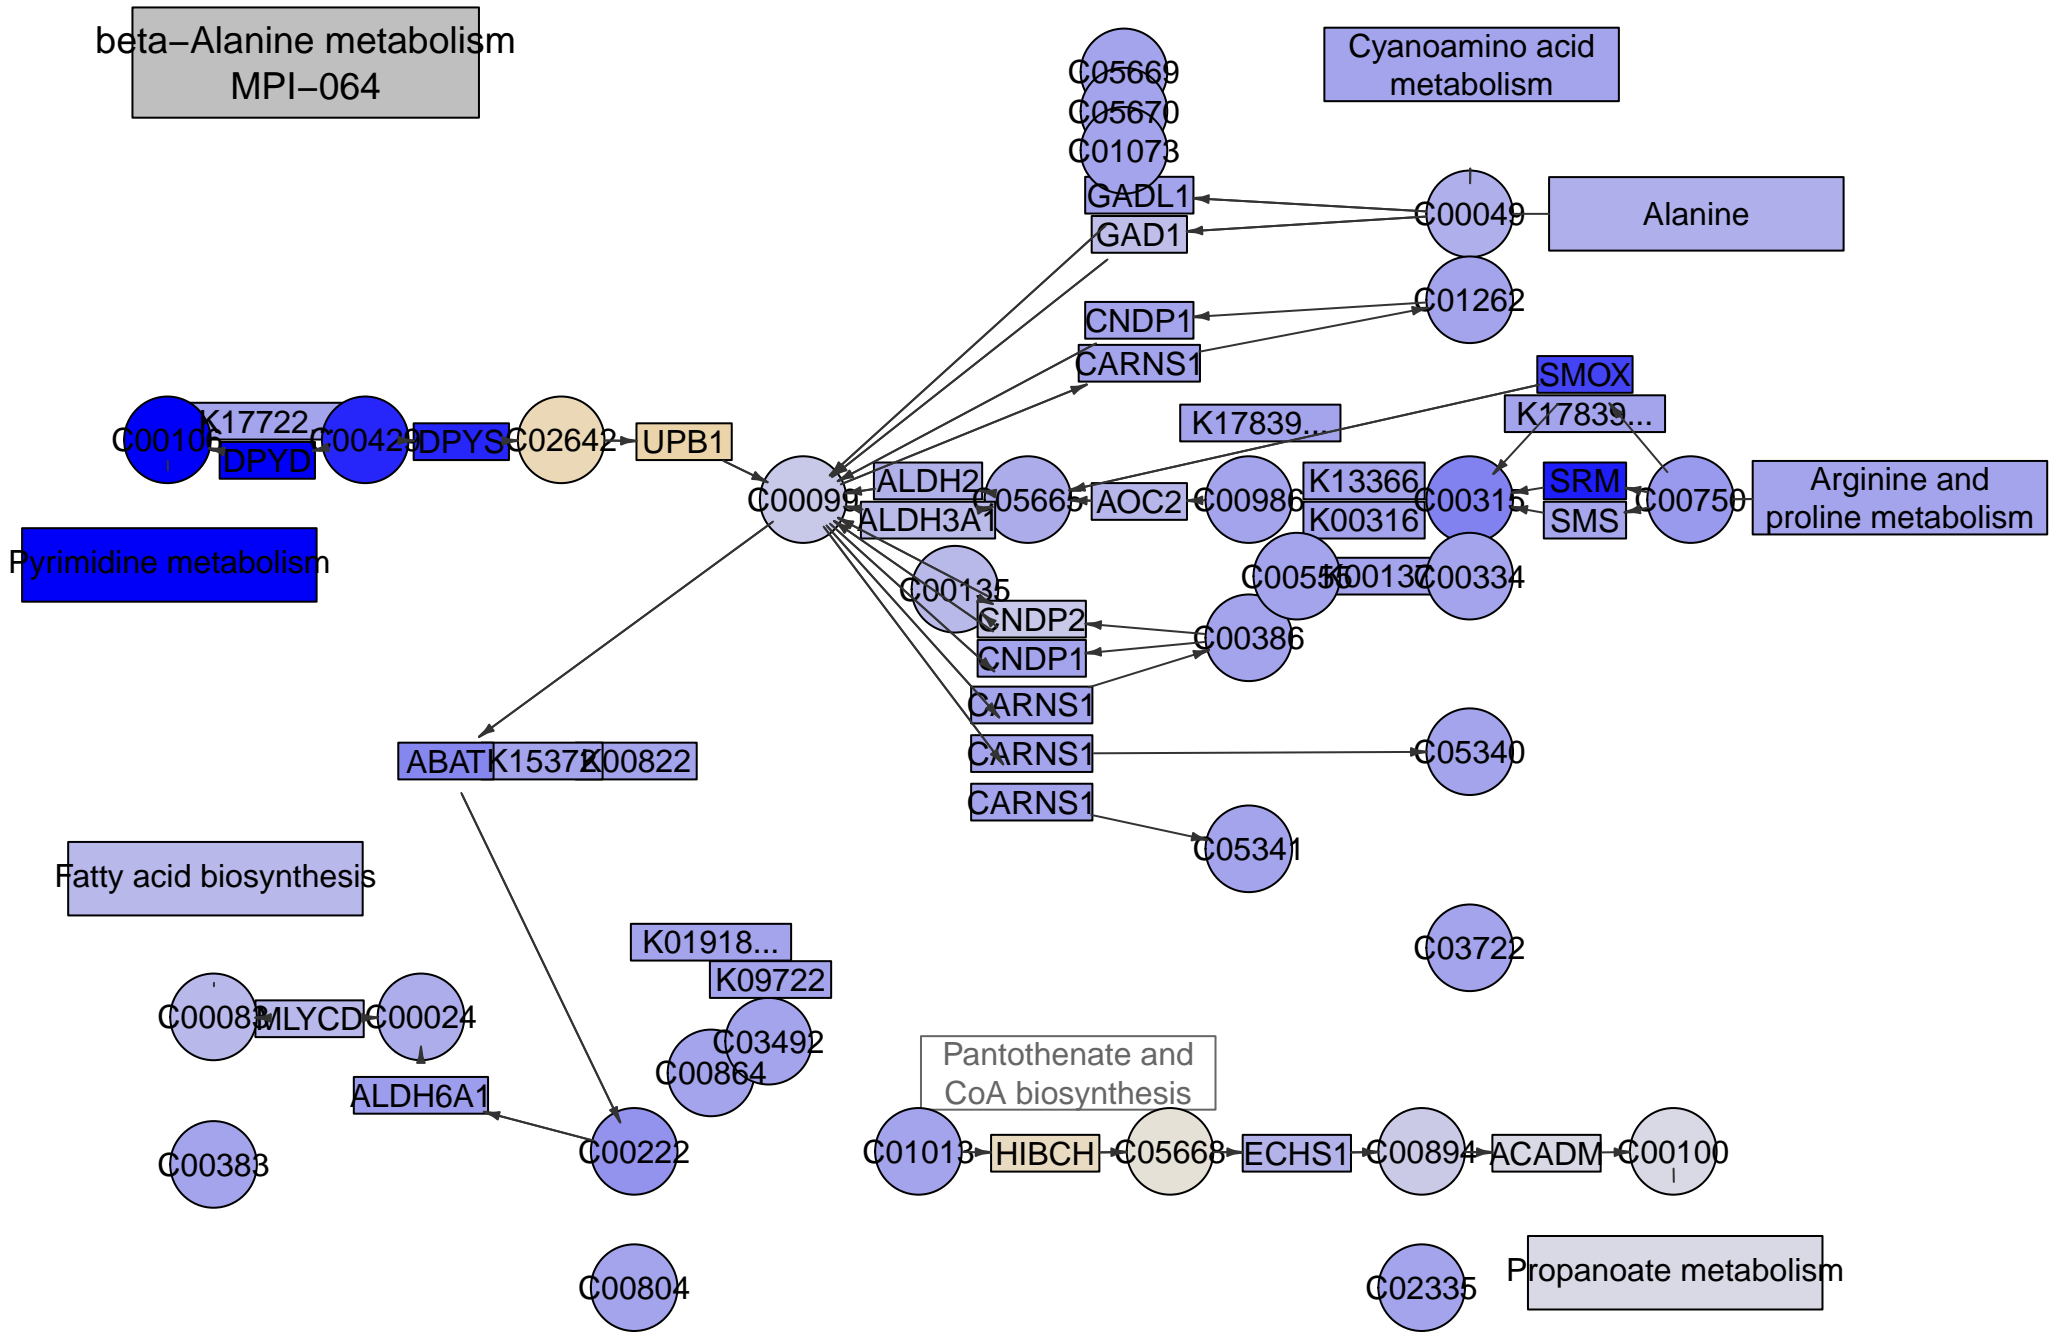 beta−Alanine metabolism
MPI−064
C05669
C05670
C01073
Cyanoamino acid
metabolism
GADL1
GAD1
C00049
Alanine
C01262
CNDP1
CARNS1
SMOX
K17839...
K17839...
C00106
K17722...
DPYD
C00429
DPYS
C02642
UPB1
C00099
ALDH2
ALDH3A1
C05665
AOC2
C00986
K13366
K00316
C00315
SRM
SMS
C00750
Arginine and
proline metabolism
Pyrimidine metabolism
C00135
C00555
K00137
C00334
CNDP2
CNDP1
C00386
CARNS1
CARNS1
CARNS1
C05340
C05341
ABAT
K15372
K00822
Fatty acid biosynthesis
K01918...
K09722
C03722
C00083
MLYCD
C00024
C03492
C00864
Pantothenate and
CoA biosynthesis
ALDH6A1
C00383
C00222
C01013
HIBCH
C05668
ECHS1
C00894
ACADM
C00100
C00804
C02335
Propanoate metabolism